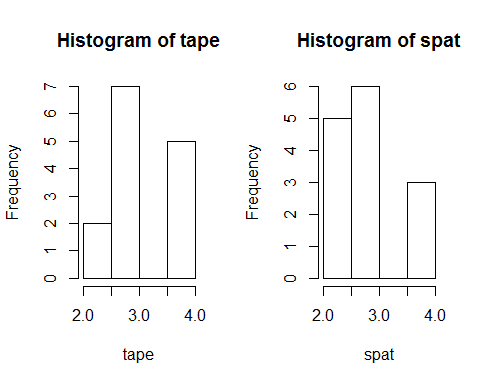 Histogram of tape
Frequency
0 1 2 3 4 5 6 7
2.0 3.0 4.0
tape
Histogram of spat
Frequency
0 1 2 3 4 5 6
2.0 3.0 4.0
spat